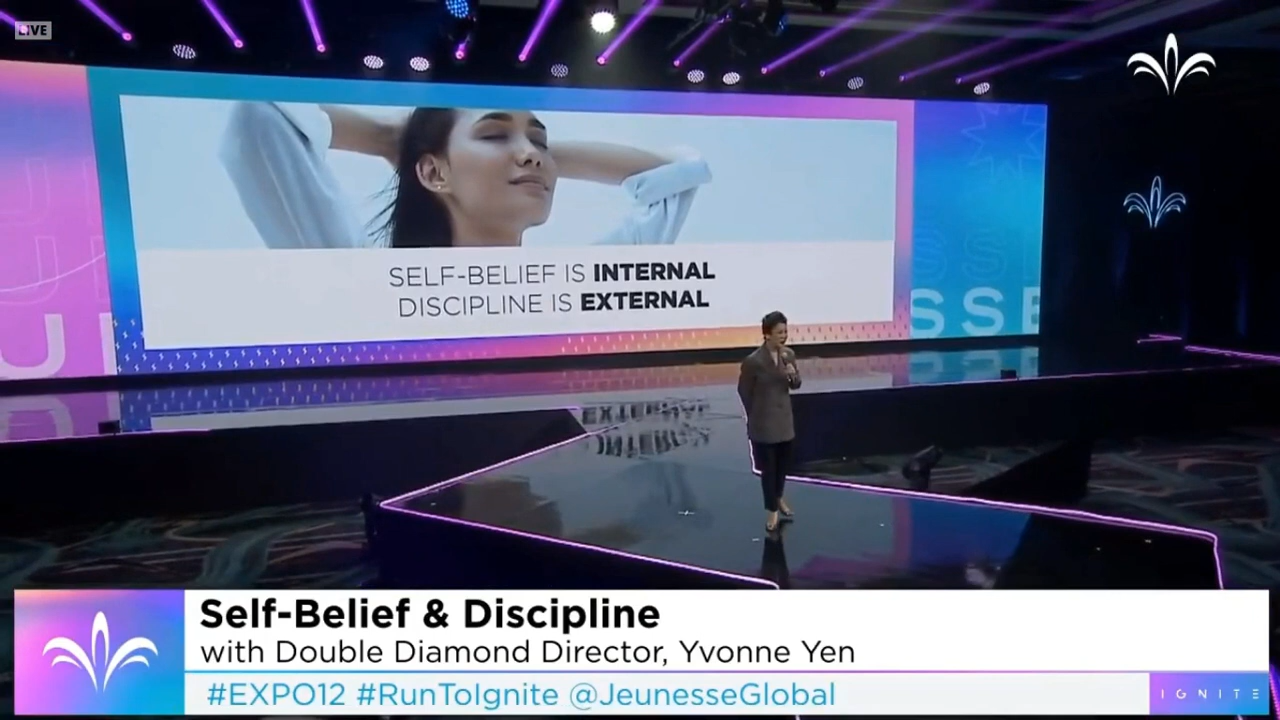 LIVE
SELF-BELIEF IS INTERNAL
DISCIPLINE IS EXTERNAL
SSE
Self-Belief & Discipline
with Double Diamond Director, Yvonne Yen
#EXPO12 #RunToIgnite @JeunesseGlobal
IGNITE